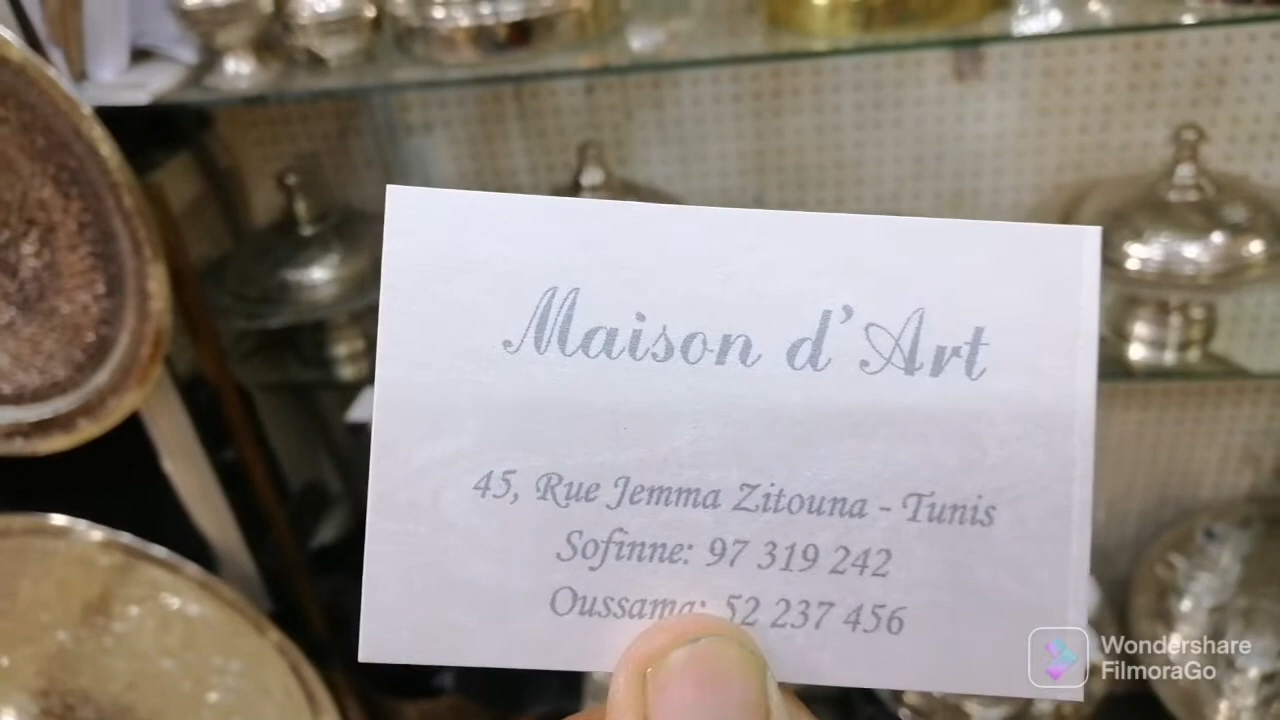 Maison d'Art
45, Rue Jemma Zitouna - Tunis
Sofinne: 97 319 242
Oussama: 52 237 456
Wondershare
FilmoraGo